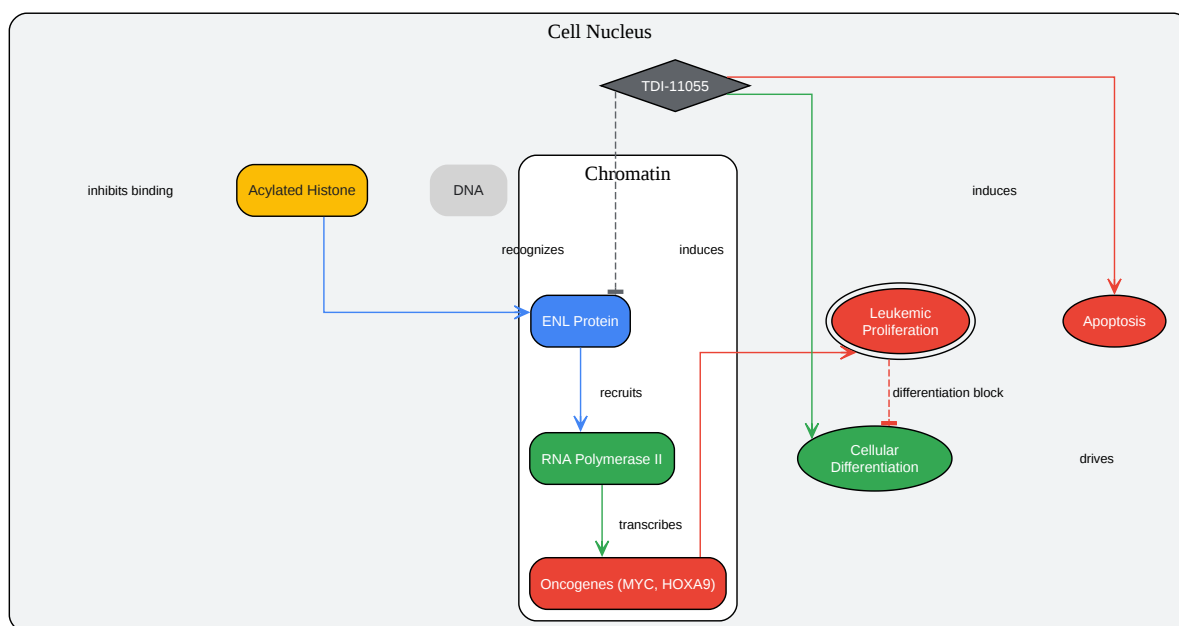 Cell Nucleus
TDI-11055
Chromatin
inhibits binding
Acylated Histone
DNA
induces
recognizes
induces
ENL Protein
Leukemic
Proliferation
Apoptosis
recruits
differentiation block
RNA Polymerase II
Cellular
Differentiation
drives
transcribes
Oncogenes (MYC, HOXA9)